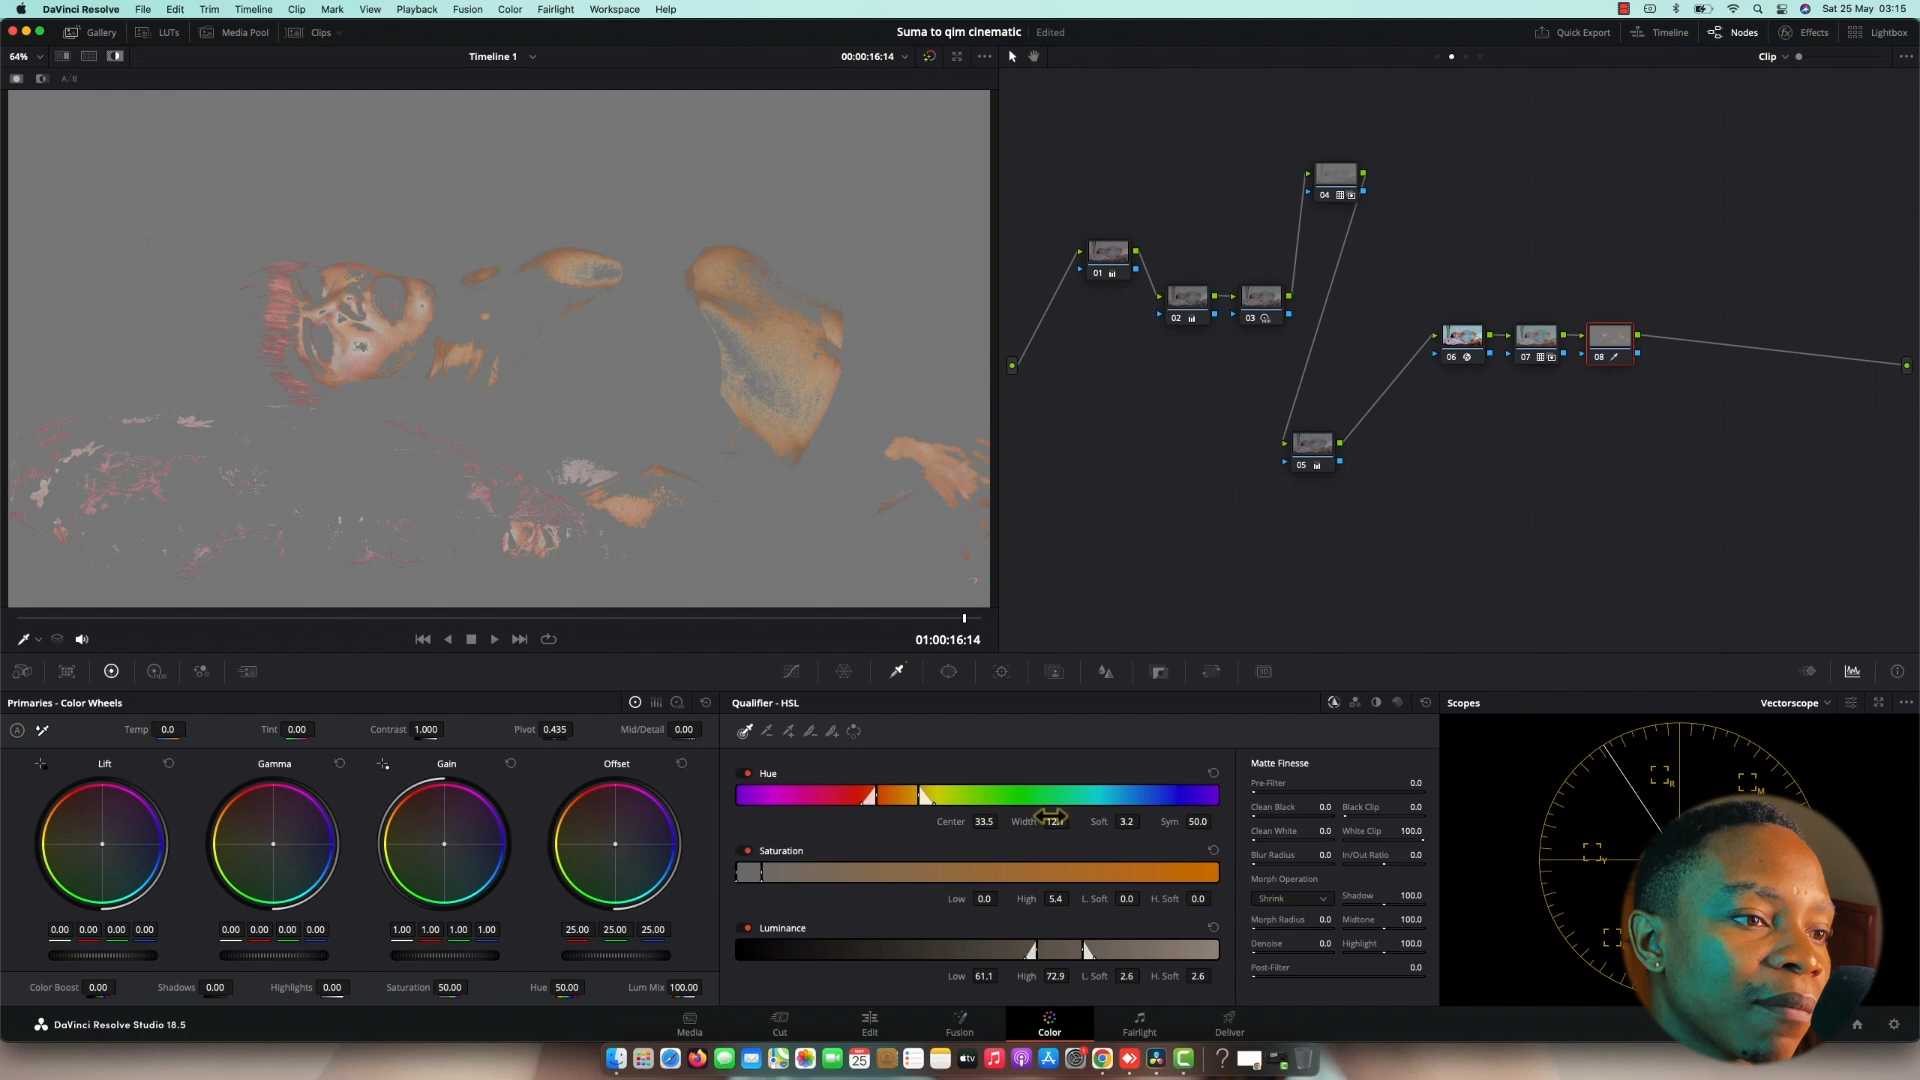 DaVinci Resolve File Edit Trim Timeline Clip Mark View Playback Fusion Color Fairlight Workspace Help Sat 25 May 03:15
Gallery LUTs Media Pool Clips Suma to qim cinematic Edited Quick Export Timeline Nodes Effects Lightbox
64% Timeline 1 00:00:16:14 Clip
A/B
04
01
02 03
06 07 08
05
01:00:16:14
Primaries - Color Wheels Qualifier - HSL Scopes Vectorscope
A Temp 0.0 Tint 0.00 Contrast 1.000 Pivot 0.435 Mid/Detail 0.00
Lift Gamma Gain Offset
0.00 0.00 0.00 0.00 0.00 0.00 0.00 0.00 1.00 1.00 1.00 1.00 25.00 25.00 25.00
Color Boost 0.00 Shadows 0.00 Highlights 0.00 Saturation 50.00 Hue 50.00 Lum Mix 100.00
Hue
Center 33.5 Width Soft 3.2 Sym 50.0
Saturation
Low 0.0 High 5.4 L. Soft 0.0 H. Soft 0.0
Luminance
Low 61.1 High 72.9 L. Soft 2.6 H. Soft 2.6
Matte Finesse
Pre-Filter 0.0
Clean Black 0.0 Black Clip 0.0
Clean White 0.0 White Clip 100.0
Blur Radius 0.0 In/Out Ratio 0.0
Morph Operation
Shrink Shadow 100.0
Morph Radius 0.0 Midtone 100.0
Denoise 0.0 Highlight 100.0
Post-Filter 0.0
R
M
Y
DaVinci Resolve Studio 18.5 Media Cut Edit Fusion Color Fairlight Deliver
MAY
25
tv